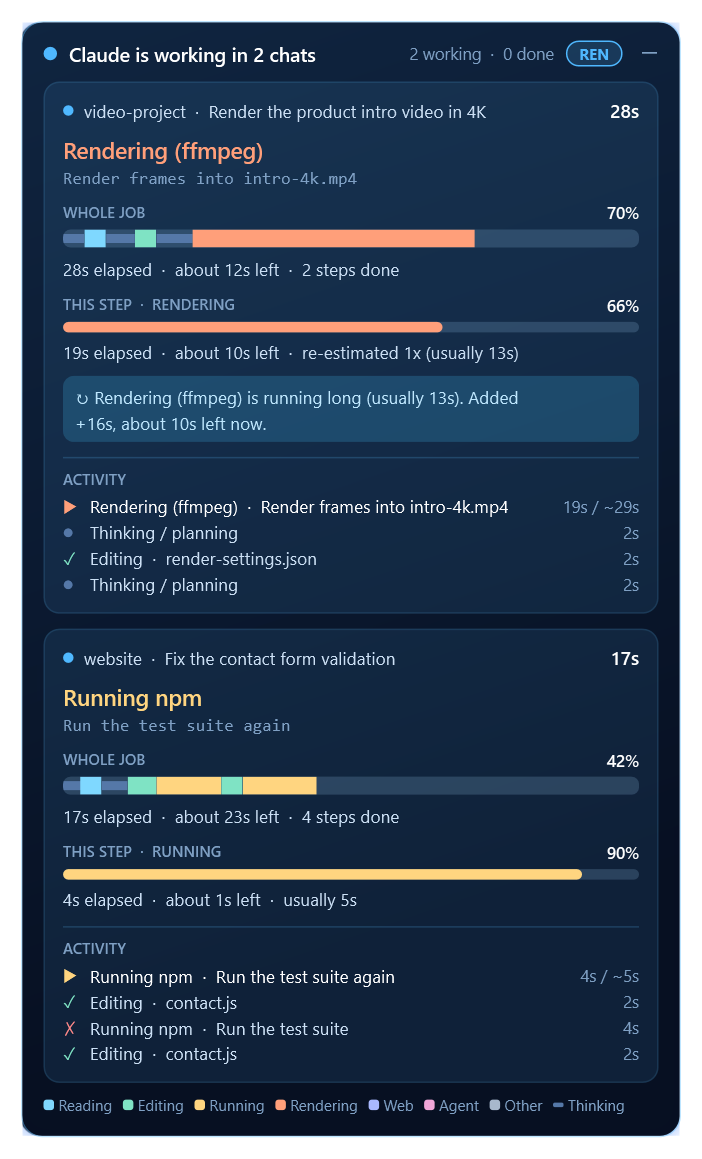 Claude is working in 2 chats 2 working · 0 done REN —
video-project · Render the product intro video in 4K 28s
Rendering (ffmpeg)
Render frames into intro-4k.mp4
WHOLE JOB 70%
28s elapsed · about 12s left · 2 steps done
THIS STEP · RENDERING 66%
19s elapsed · about 10s left · re-estimated 1x (usually 13s)
↻ Rendering (ffmpeg) is running long (usually 13s). Added
+16s, about 10s left now.
ACTIVITY
▶ Rendering (ffmpeg) · Render frames into intro-4k.mp4 19s / ~29s
● Thinking / planning 2s
✓ Editing · render-settings.json 2s
● Thinking / planning 2s
website · Fix the contact form validation 17s
Running npm
Run the test suite again
WHOLE JOB 42%
17s elapsed · about 23s left · 4 steps done
THIS STEP · RUNNING 90%
4s elapsed · about 1s left · usually 5s
ACTIVITY
▶ Running npm · Run the test suite again 4s / ~5s
✓ Editing · contact.js 2s
✗ Running npm · Run the test suite 4s
✓ Editing · contact.js 2s
Reading Editing Running Rendering Web Agent Other Thinking